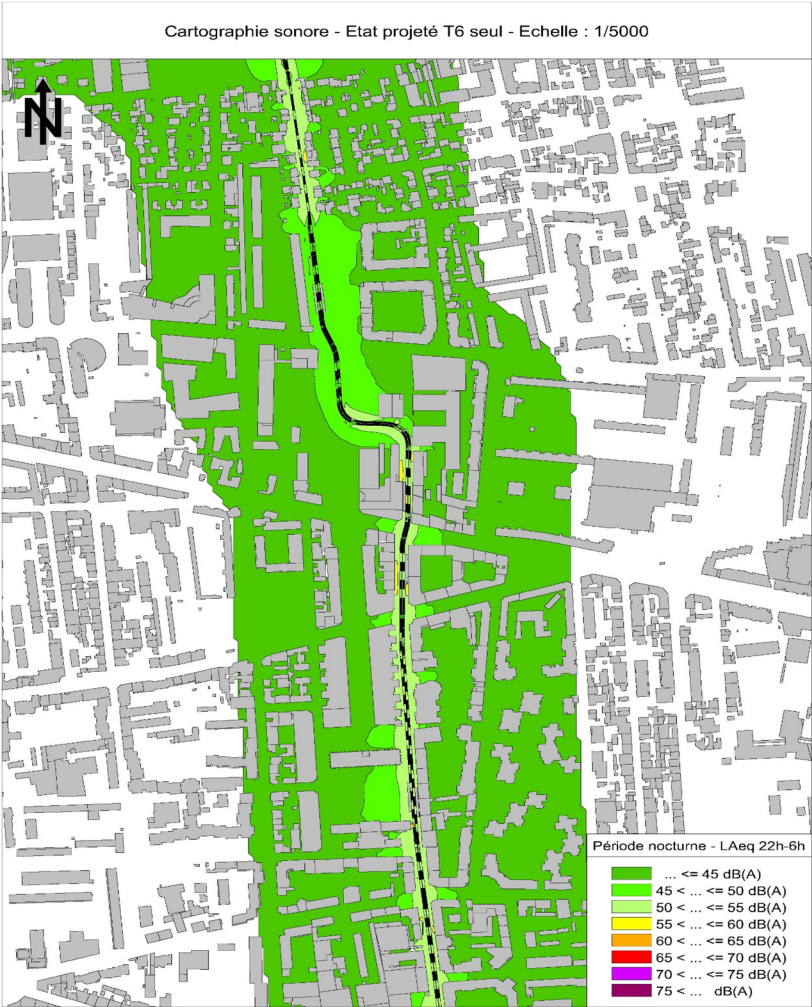 Cartographie sonore - Etat projeté T6 seul - Echelle : 1/5000
N
Période nocturne - LAeq 22h-6h
... <= 45 dB(A)
45 < ... <= 50 dB(A)
50 < ... <= 55 dB(A)
55 < ... <= 60 dB(A)
60 < ... <= 65 dB(A)
65 < ... <= 70 dB(A)
70 < ... <= 75 dB(A)
75 < ... dB(A)